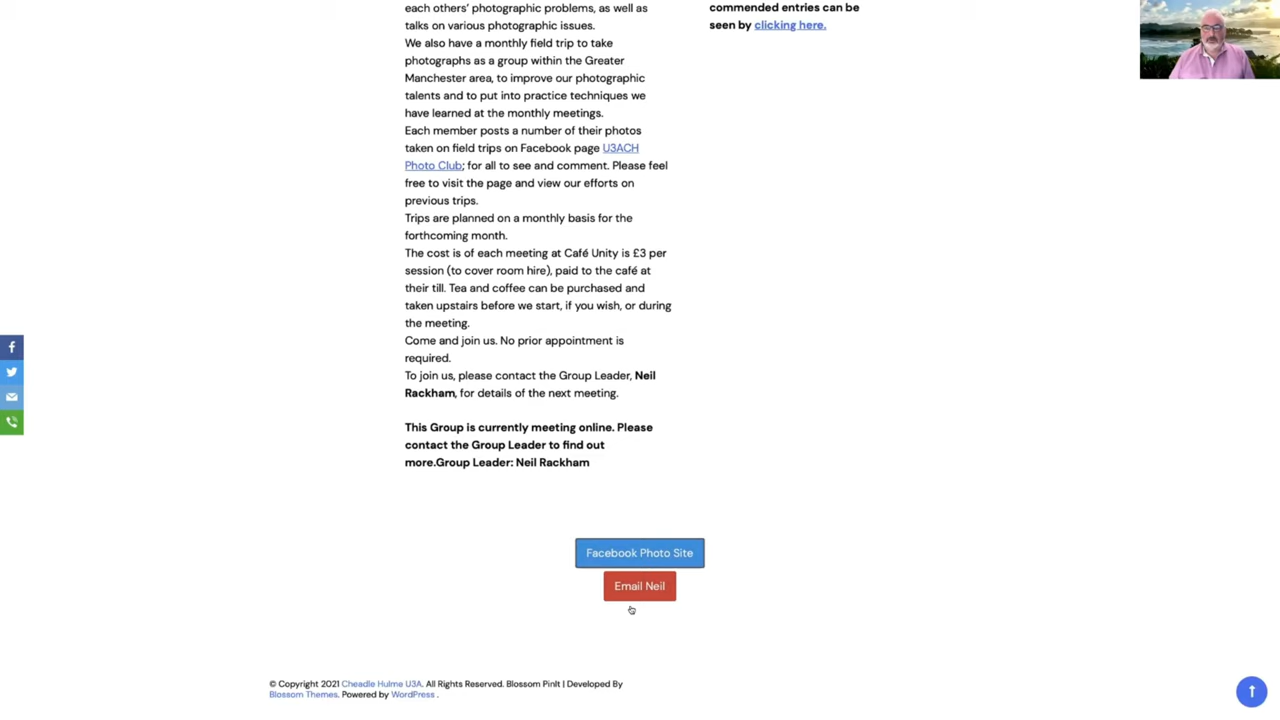 each others’ photographic problems, as well as
talks on various photographic issues.
We also have a monthly field trip to take
photographs as a group within the Greater
Manchester area, to improve our photographic
talents and to put into practice techniques we
have learned at the monthly meetings.
Each member posts a number of their photos
taken on field trips on Facebook page U3ACH
Photo Club; for all to see and comment. Please feel
free to visit the page and view our efforts on
previous trips.
Trips are planned on a monthly basis for the
forthcoming month.
The cost is of each meeting at Café Unity is £3 per
session (to cover room hire), paid to the café at
their till. Tea and coffee can be purchased and
taken upstairs before we start, if you wish, or during
the meeting.
Come and join us. No prior appointment is
required.
To join us, please contact the Group Leader, Neil
Rackham, for details of the next meeting.
This Group is currently meeting online. Please
contact the Group Leader to find out
more.Group Leader: Neil Rackham
commended entries can be
seen by clicking here.
Facebook Photo Site
Email Neil
© Copyright 2021 Cheadle Hulme U3A. All Rights Reserved. Blossom PinIt | Developed By
Blossom Themes. Powered by WordPress .